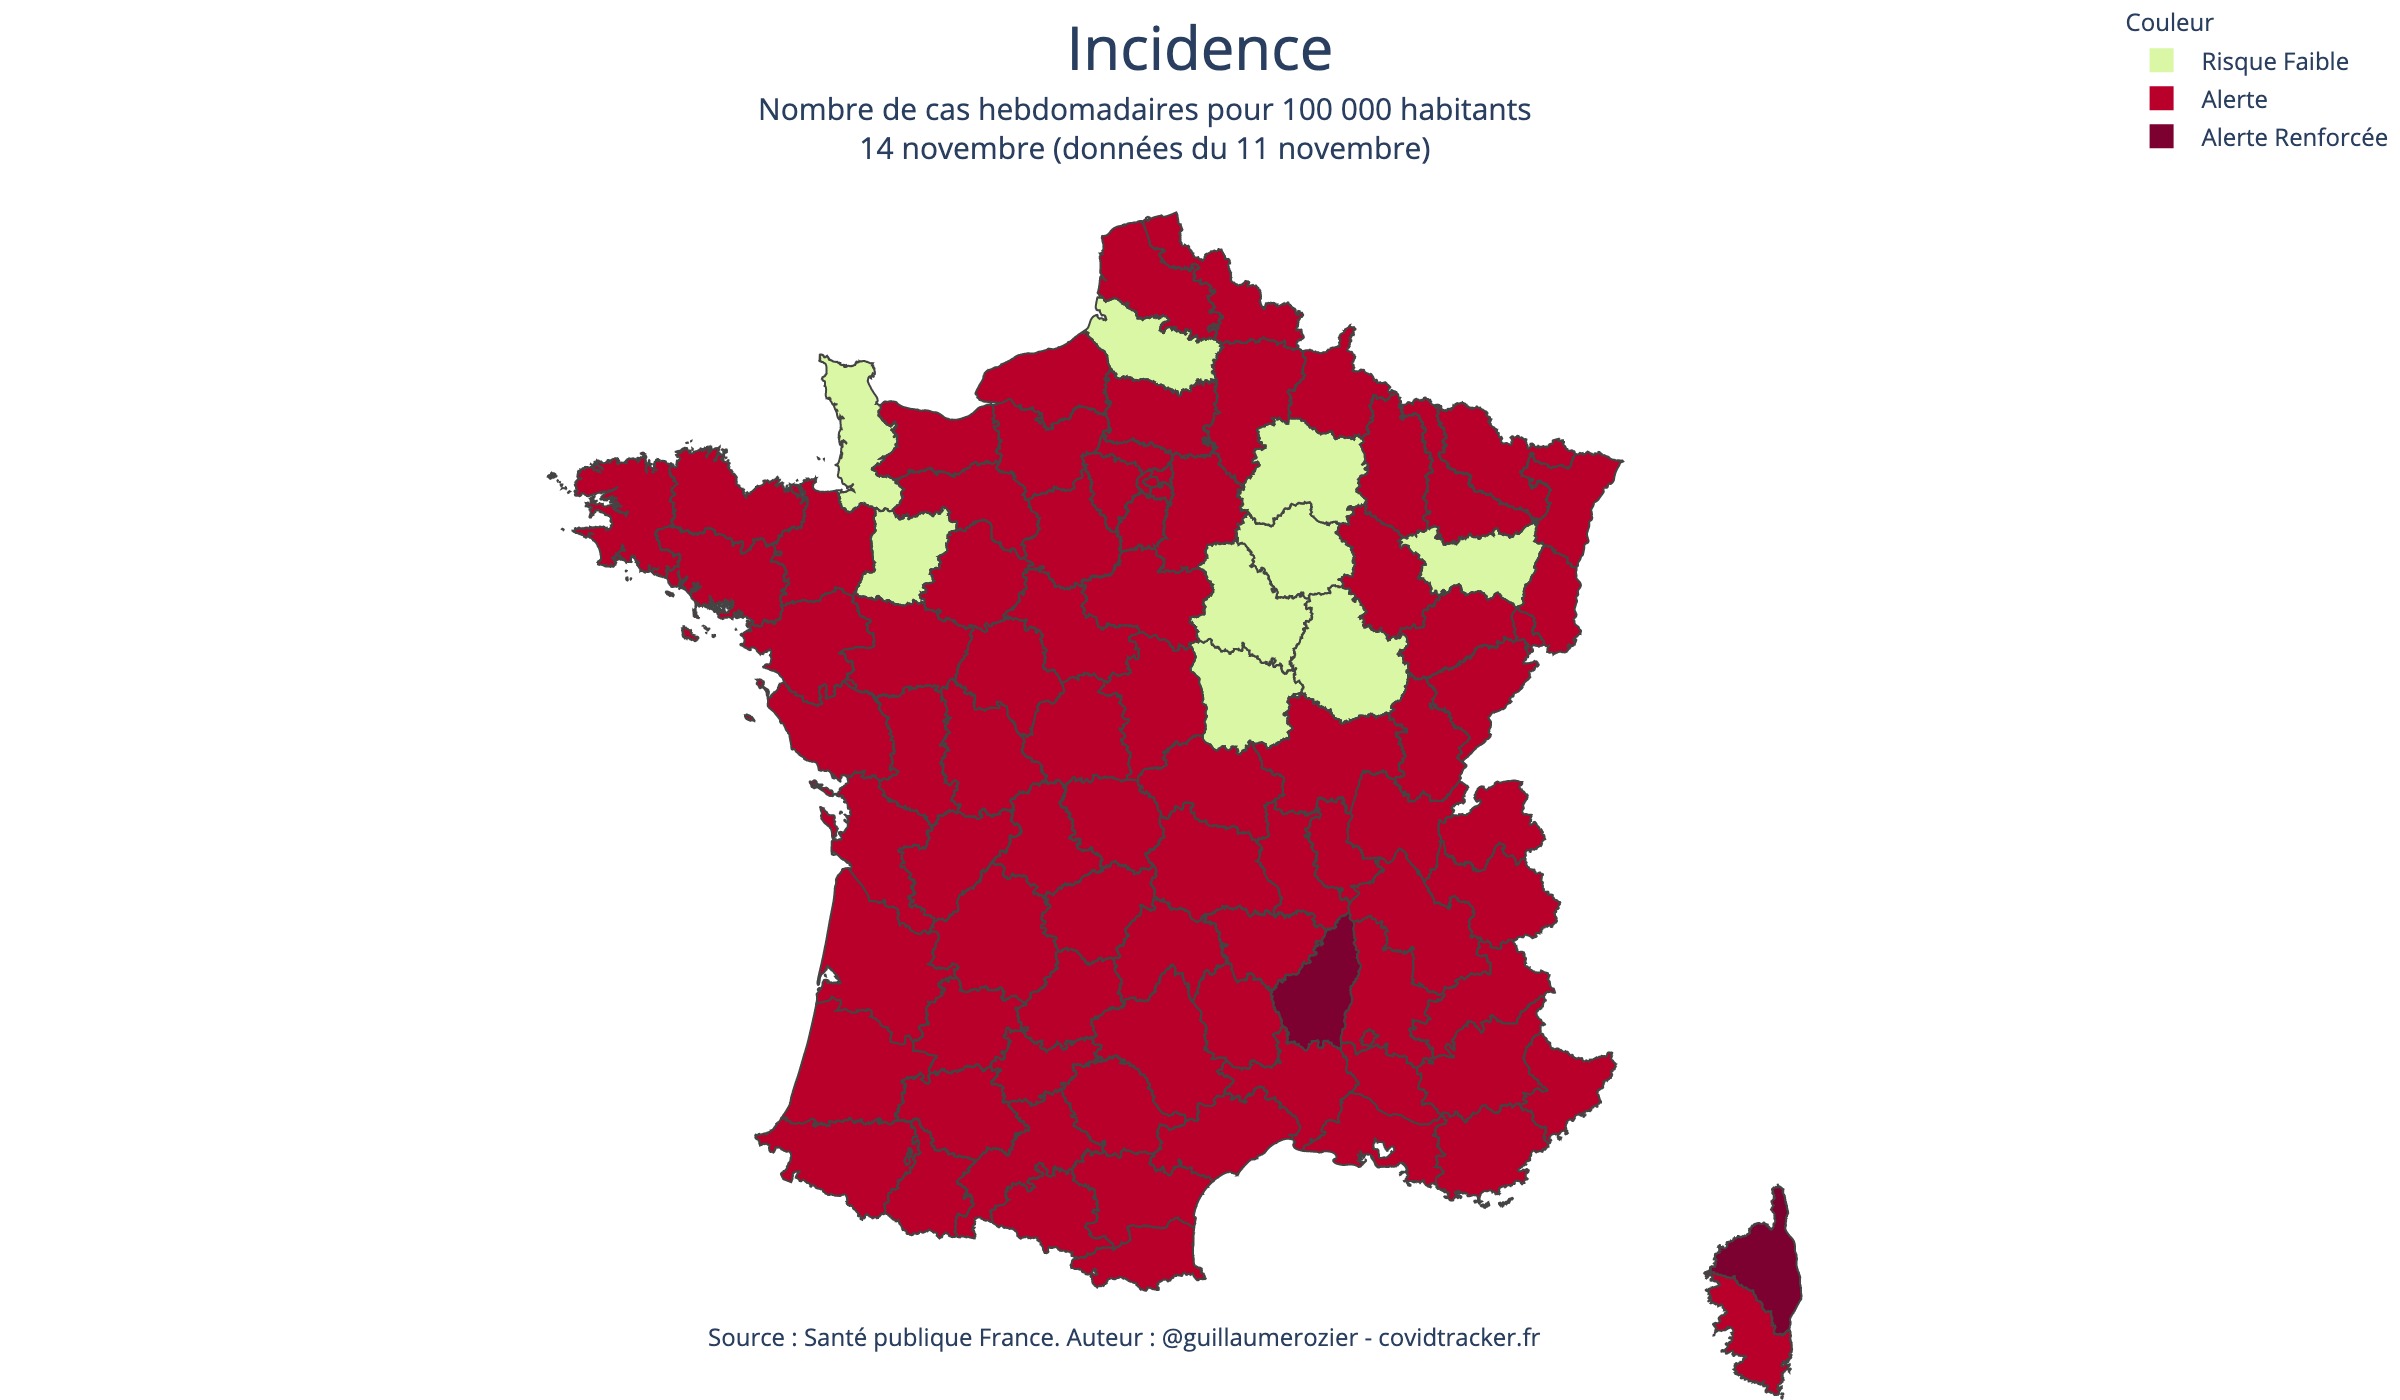 Incidence
Nombre de cas hebdomadaires pour 100 000 habitants
14 novembre (données du 11 novembre)
Couleur
Risque Faible
Alerte
Alerte Renforcée
Source : Santé publique France. Auteur : @guillaumerozier - covidtracker.fr